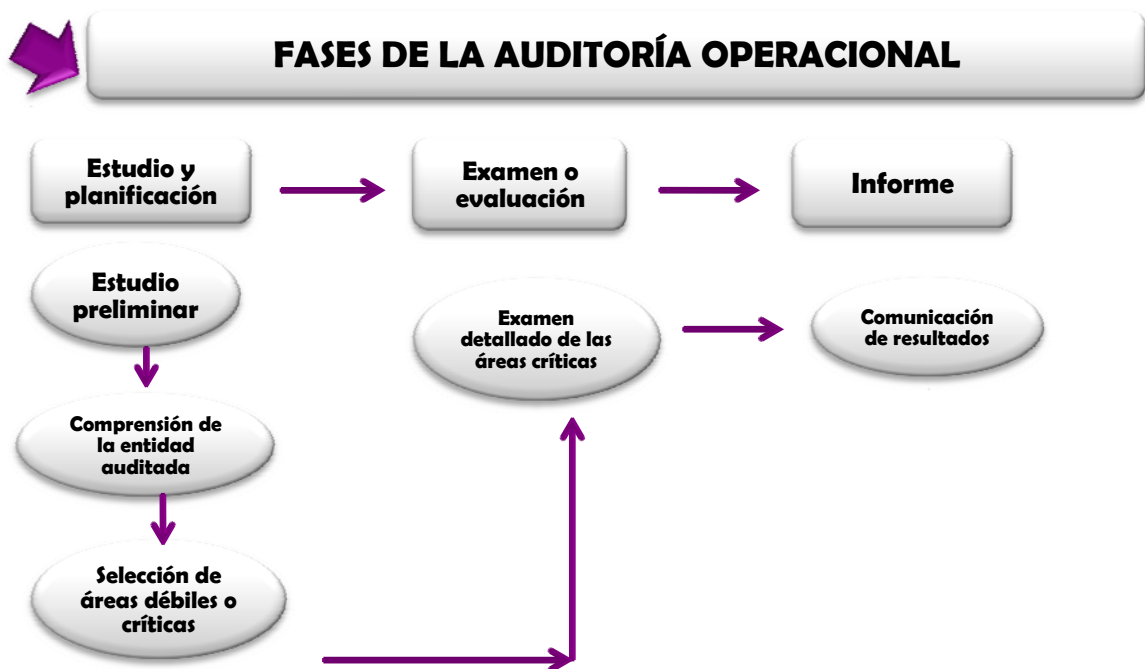 FASES DE LA AUDITORÍA OPERACIONAL
Estudio y
planificación
Examen o
evaluación
Informe
Estudio
preliminar
Examen
detallado de las
áreas críticas
Comunicación
de resultados
Comprensión de
la entidad
auditada
Selección de
áreas débiles o
críticas